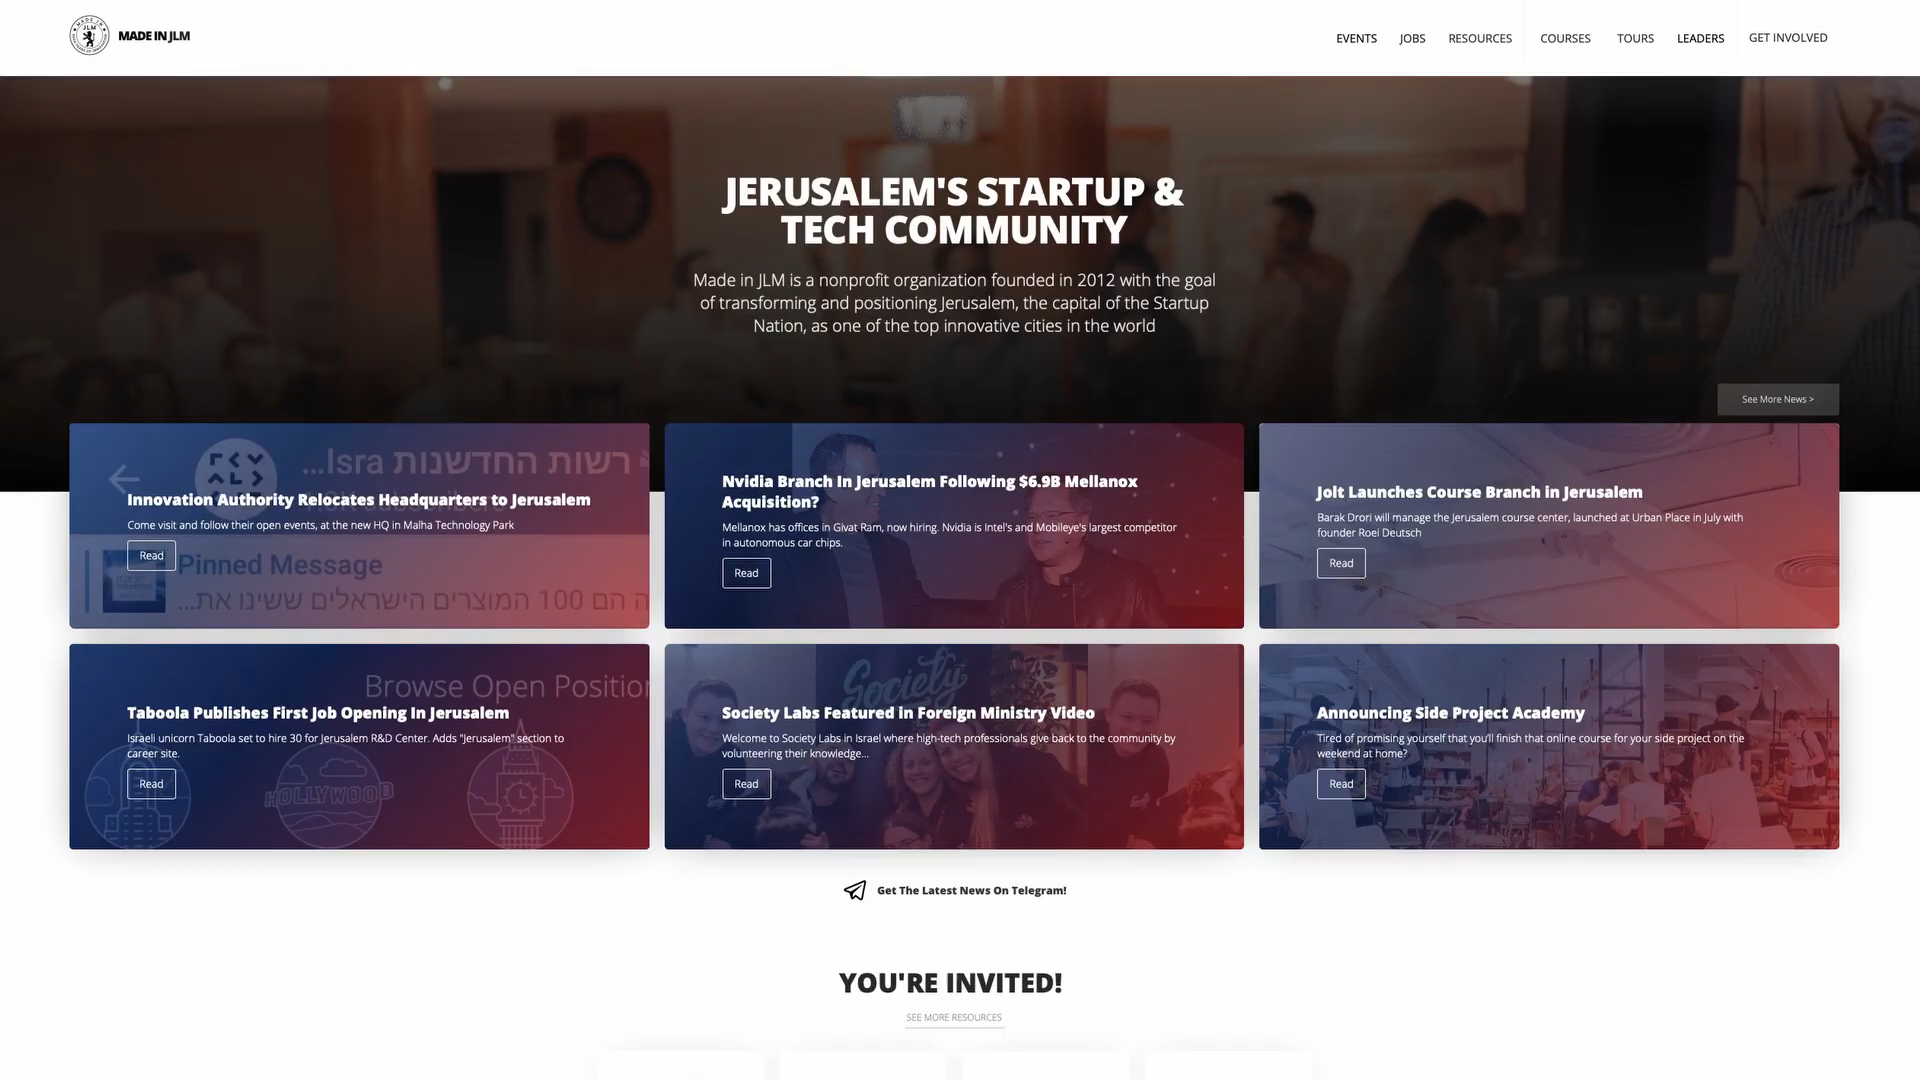 MADE IN JLM
EVENTS
JOBS
RESOURCES
COURSES
TOURS
LEADERS
GET INVOLVED
JERUSALEM'S STARTUP &
TECH COMMUNITY
Made in JLM is a nonprofit organization founded in 2012 with the goal
of transforming and positioning Jerusalem, the capital of the Startup
Nation, as one of the top innovative cities in the world
See More News >
רשות החדשנות Isra...
Innovation Authority Relocates Headquarters to Jerusalem
Come visit and follow their open events, at the new HQ in Malha Technology Park
Read
Pinned Message
ה הם 100 המוצרים הישראלים ששינו את...
Nvidia Branch In Jerusalem Following $6.9B Mellanox
Acquisition?
Mellanox has offices in Givat Ram, now hiring. Nvidia is Intel's and Mobileye's largest competitor
in autonomous car chips.
Read
Jolt Launches Course Branch in Jerusalem
Barak Drori will manage the Jerusalem course center, launched at Urban Place in July with
founder Roei Deutsch
Read
Browse Open Position
Taboola Publishes First Job Opening In Jerusalem
Israeli unicorn Taboola set to hire 30 for Jerusalem R&D Center. Adds "Jerusalem" section to
career site.
Read
HOLLYWOOD
Society
Society Labs Featured in Foreign Ministry Video
Welcome to Society Labs in Israel where high-tech professionals give back to the community by
volunteering their knowledge...
Read
Announcing Side Project Academy
Tired of promising yourself that you'll finish that online course for your side project on the
weekend at home?
Read
Get The Latest News On Telegram!
YOU'RE INVITED!
SEE MORE RESOURCES